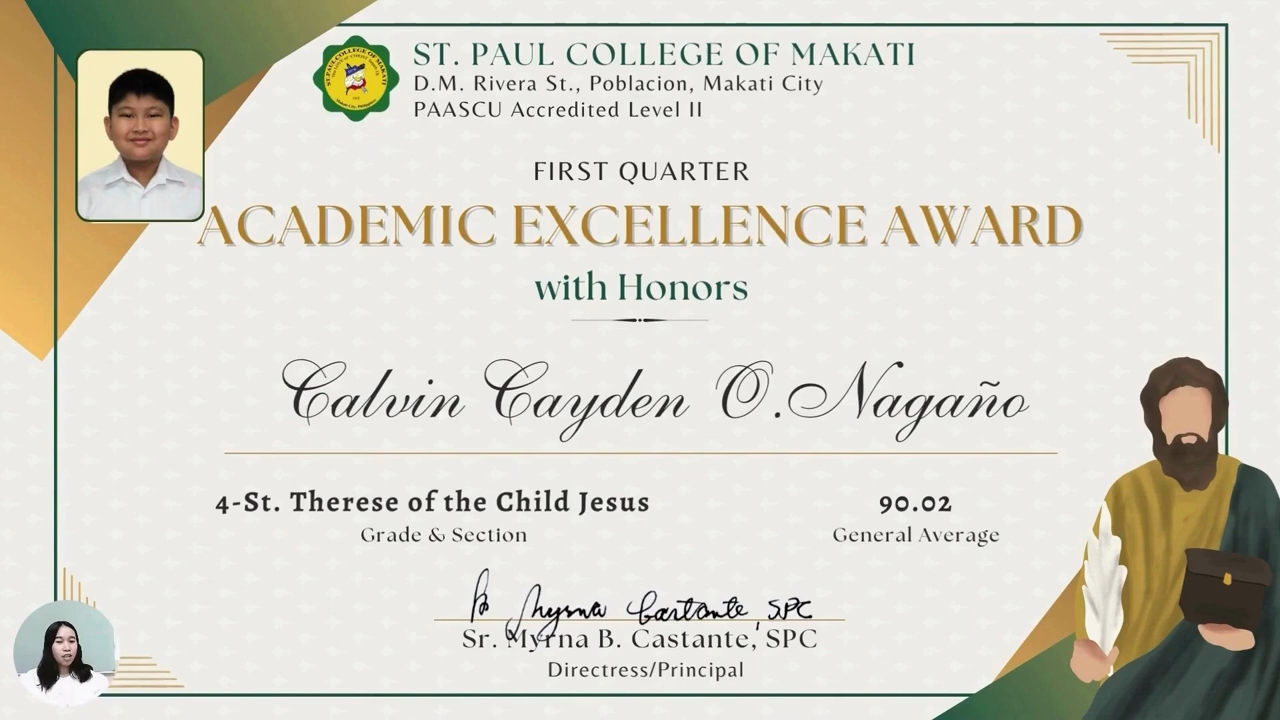 ST. PAUL COLLEGE OF MAKATI
D.M. Rivera St., Poblacion, Makati City
PAASCU Accredited Level II
FIRST QUARTER
ACADEMIC EXCELLENCE AWARD
with Honors
Calvin Cayden O. Nagaño
4-St. Therese of the Child Jesus 90.02
Grade & Section General Average
Myrna Castante, SPC
Sr. Myrna B. Castante, SPC
Directress/Principal